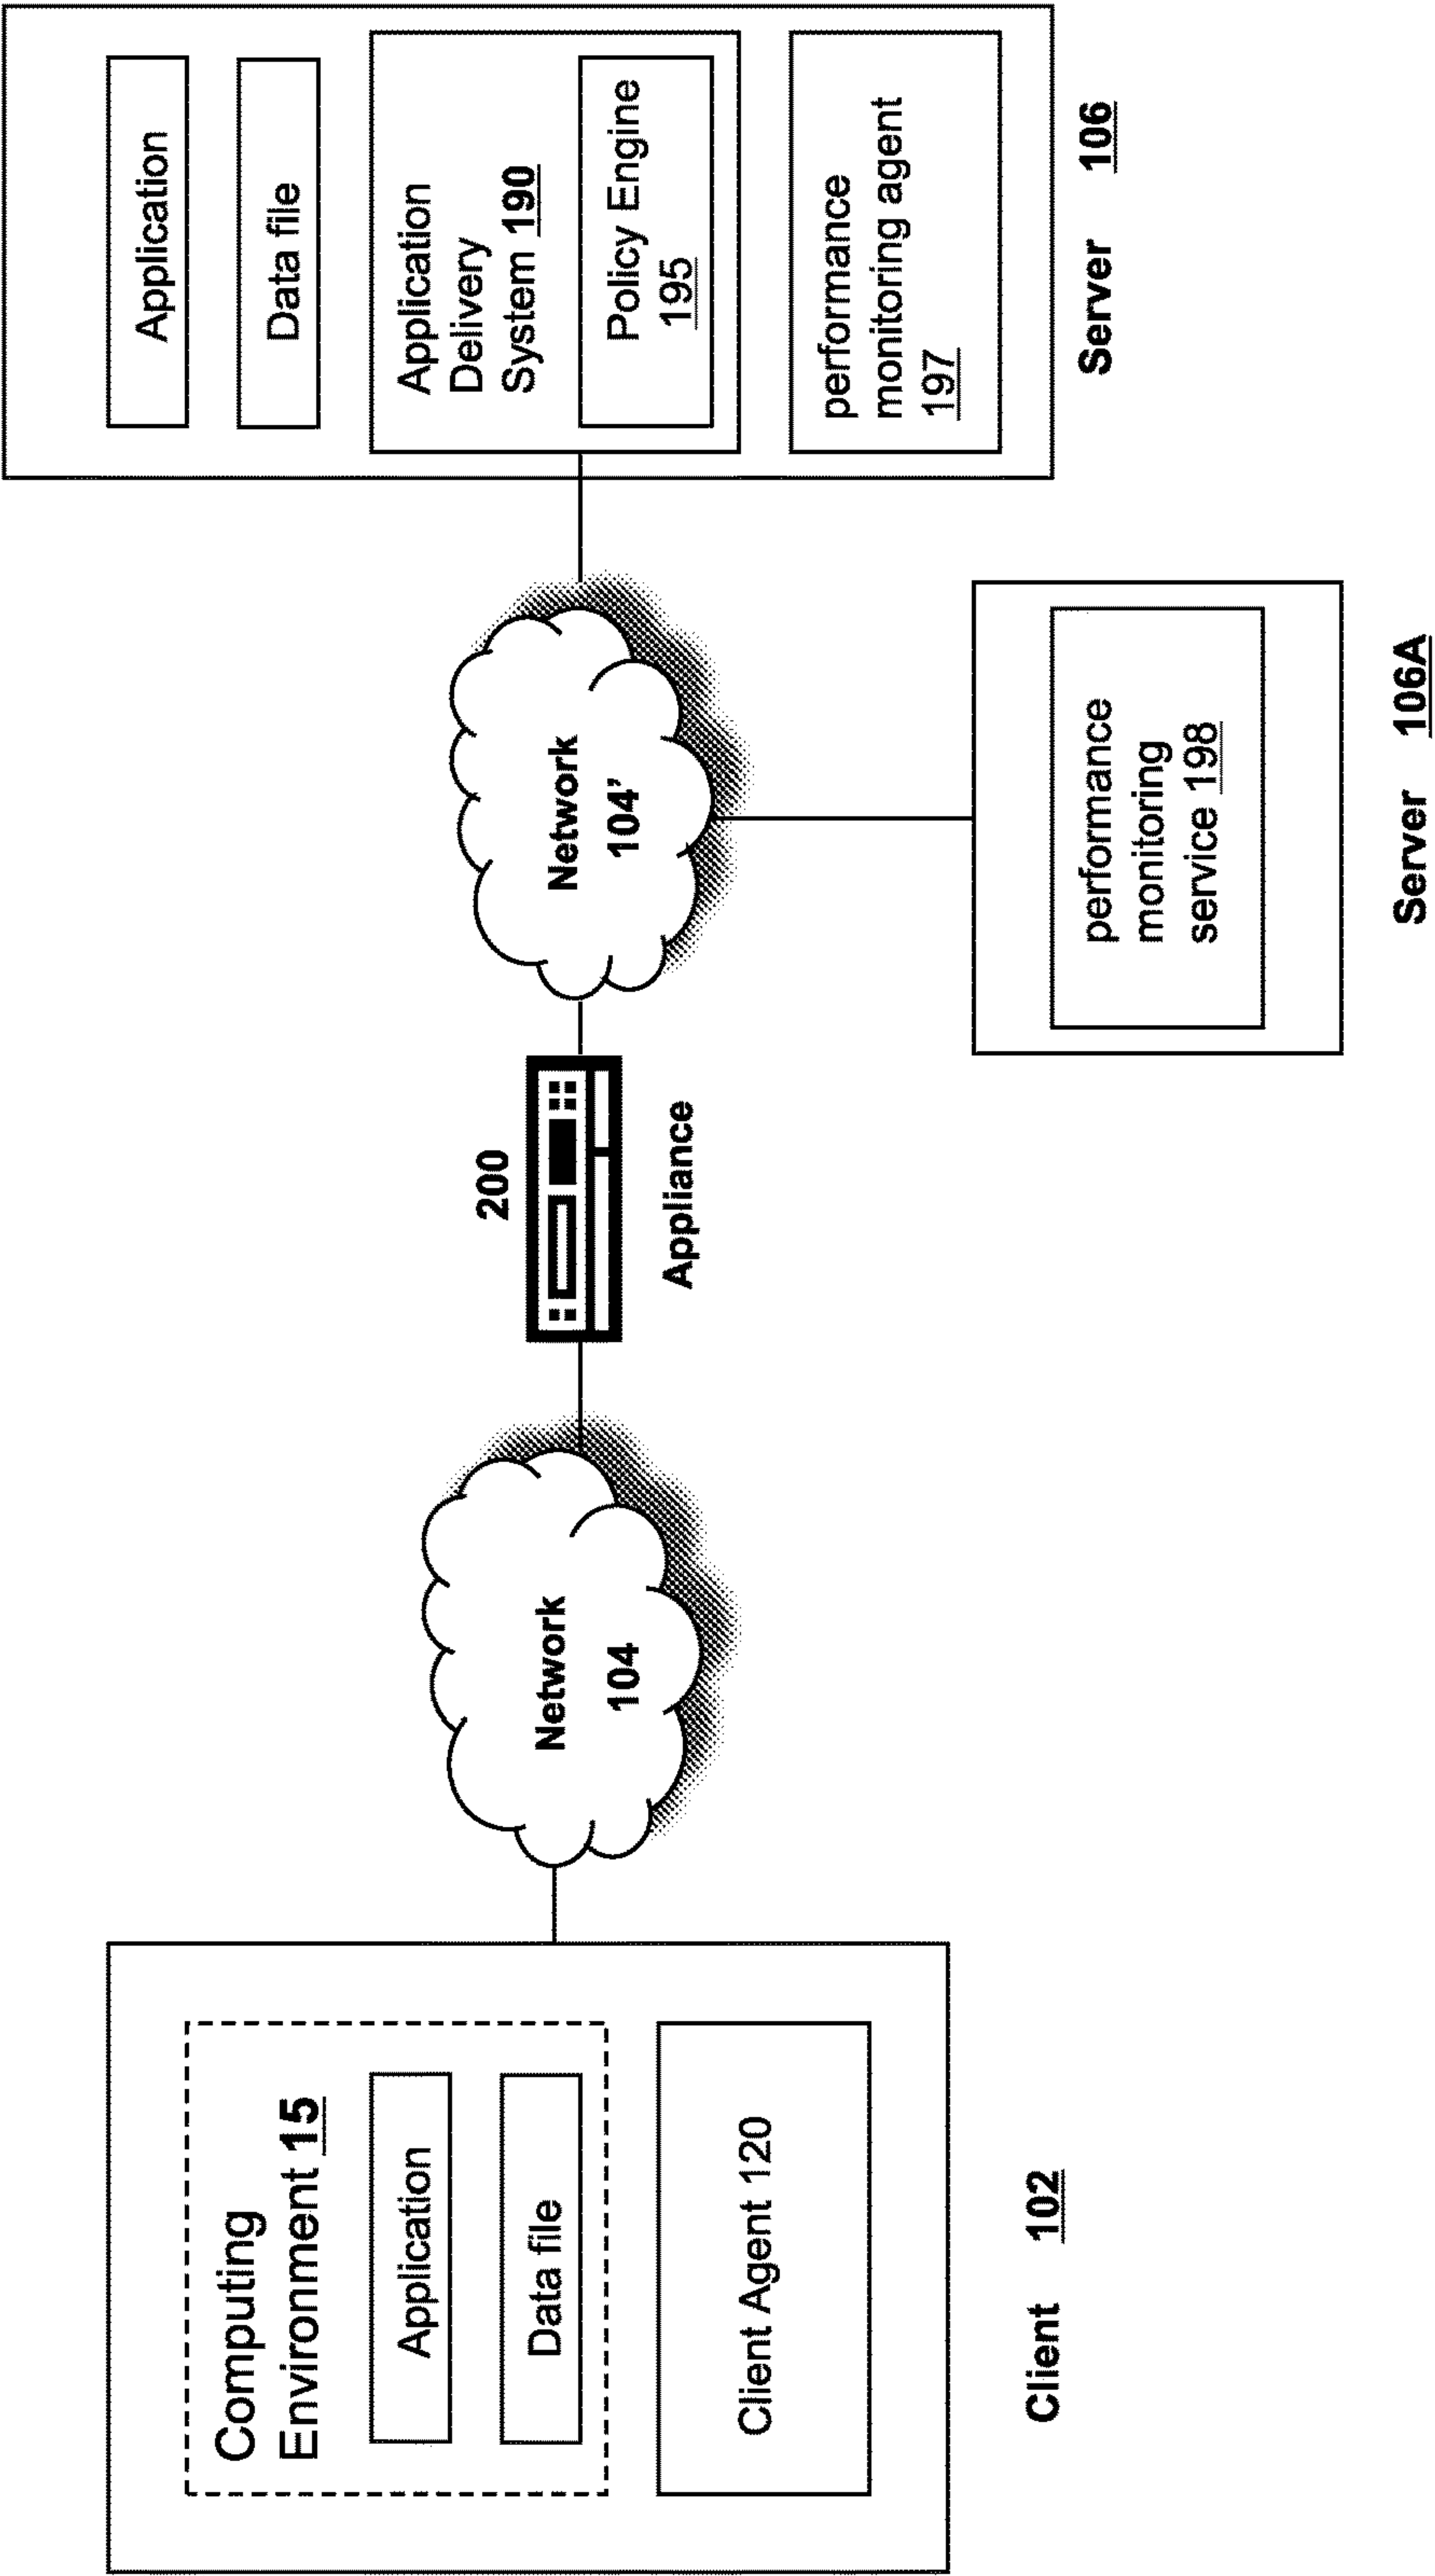 Client 102
Computing
Environment 15
Application
Data file
Client Agent 120
Network
104
200
Appliance
Network
104’
Server 106A
performance
monitoring
service 198
Application
Data file
Application
Delivery
System 190
Policy Engine
195
performance
monitoring agent
197
Server 106